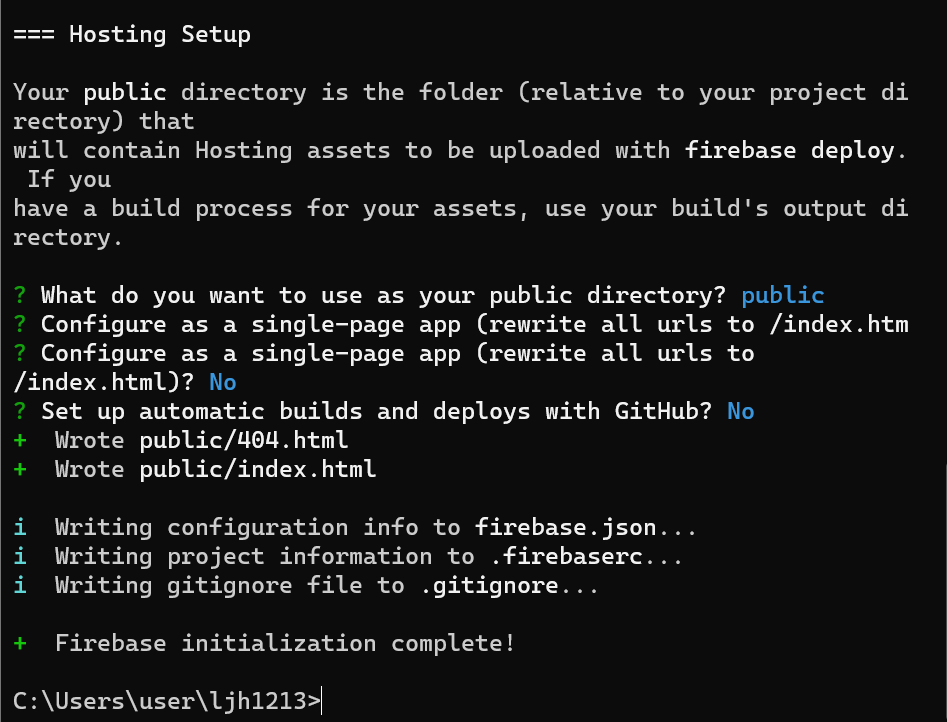 === Hosting Setup
Your public directory is the folder (relative to your project di
rectory) that
will contain Hosting assets to be uploaded with firebase deploy.
 If you
have a build process for your assets, use your build's output di
rectory.
? What do you want to use as your public directory? public
? Configure as a single-page app (rewrite all urls to /index.htm
? Configure as a single-page app (rewrite all urls to
/index.html)? No
? Set up automatic builds and deploys with GitHub? No
+  Wrote public/404.html
+  Wrote public/index.html
i  Writing configuration info to firebase.json...
i  Writing project information to .firebaserc...
i  Writing gitignore file to .gitignore...
+  Firebase initialization complete!
C:\Users\user\ljh1213>